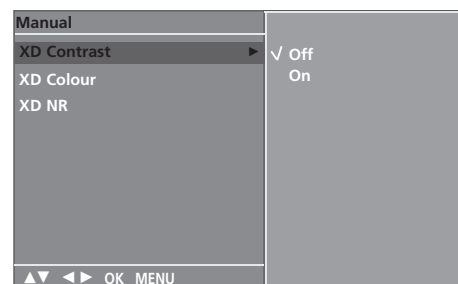 Manual
XD Contrast ► √ Off
XD Colour On
XD NR
▲▼ ◄► OK MENU